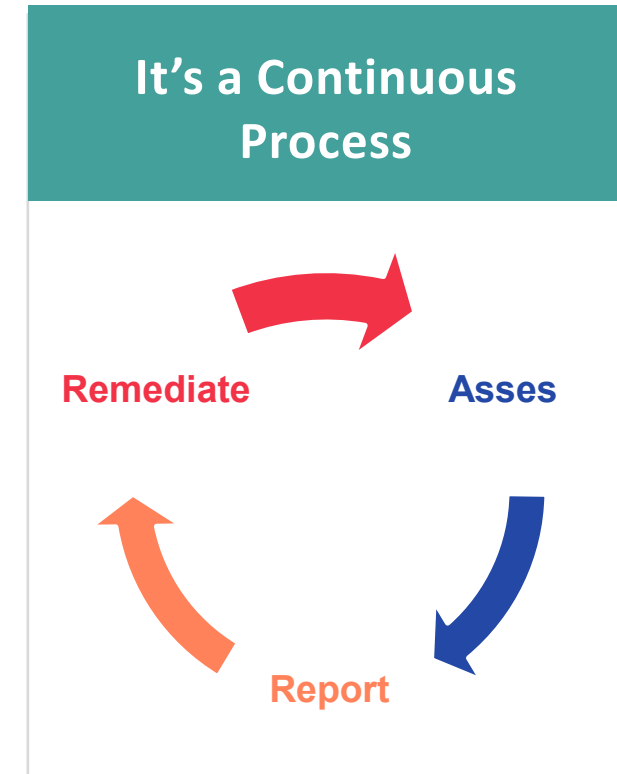 It’s a Continuous
Process
Remediate
Asses
Report